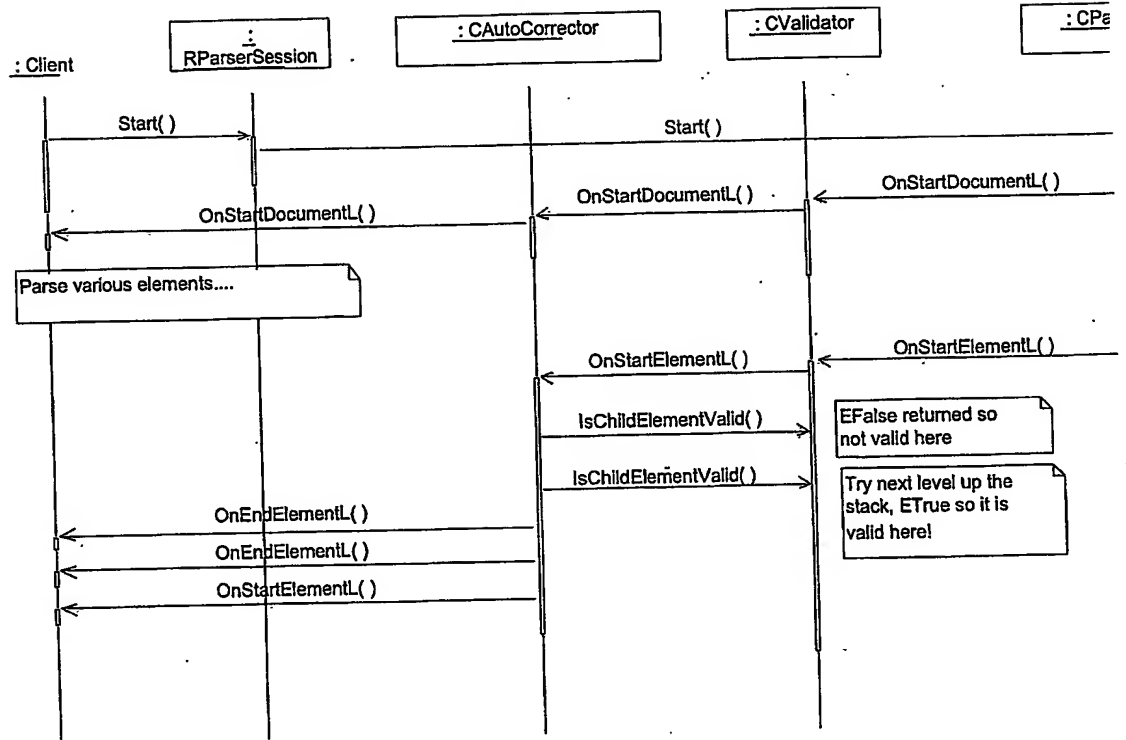 : Client
:
RParserSession
: CAutoCorrector
: CValidator
: CPa
Start( )
Start( )
OnStartDocumentL( )
OnStartDocumentL( )
OnStartDocumentL( )
Parse various elements....
OnStartElementL( )
OnStartElementL( )
IsChildElementValid( )
EFalse returned so
not valid here
IsChildElementValid( )
Try next level up the
stack, ETrue so it is
valid here!
OnEndElementL( )
OnEndElementL( )
OnStartElementL( )